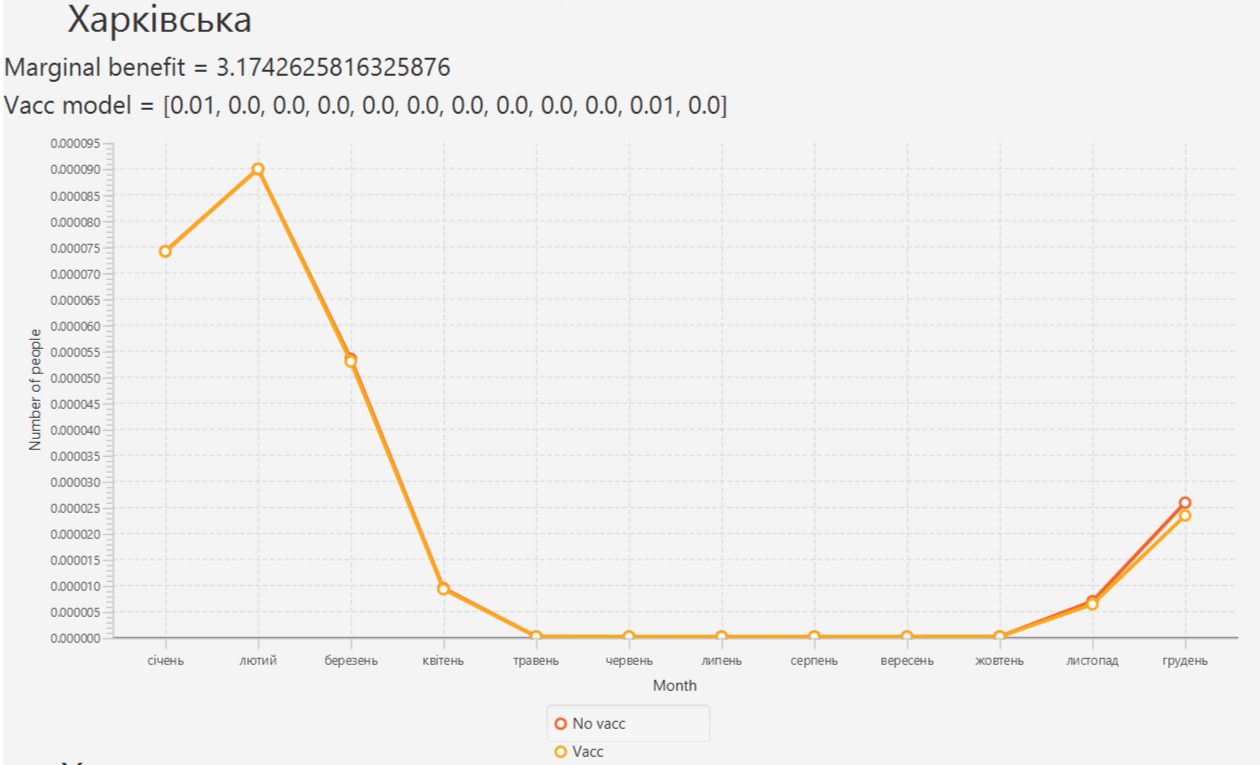 Харківська
Marginal benefit = 3.1742625816325876
Vacc model = [0.01, 0.0, 0.0, 0.0, 0.0, 0.0, 0.0, 0.0, 0.0, 0.0, 0.01, 0.0]
0.000095
0.000090
0.000085
0.000080
0.000075
0.000070
0.000065
0.000060
0.000055
0.000050
0.000045
0.000040
0.000035
0.000030
0.000025
0.000020
0.000015
0.000010
0.000005
0.000000
Number of people
січень лютий березень квітень травень червень липень серпень вересень жовтень листопад грудень
Month
No vacc
Vacc